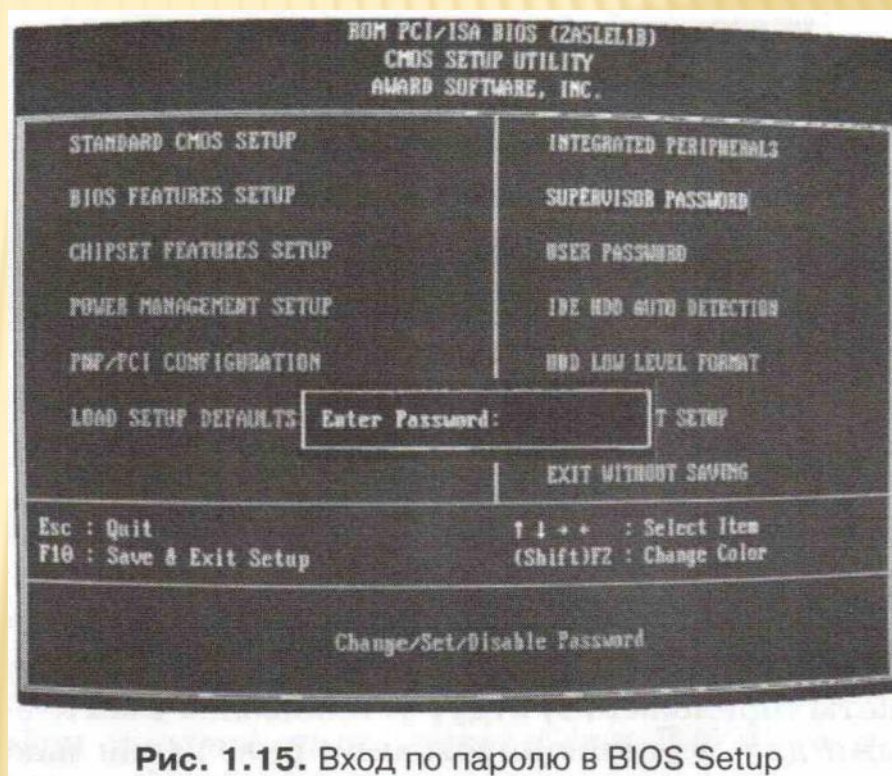 ROM PCI/ISA BIOS (2A5LEL1B)
CMOS SETUP UTILITY
AWARD SOFTWARE, INC.
STANDARD CMOS SETUP
BIOS FEATURES SETUP
CHIPSET FEATURES SETUP
POWER MANAGEMENT SETUP
PNP/PCI CONFIGURATION
LOAD SETUP DEFAULTS
INTEGRATED PERIPHERALS
SUPERVISOR PASSWORD
USER PASSWORD
IDE HDD AUTO DETECTION
HDD LOW LEVEL FORMAT
T SETUP
EXIT WITHOUT SAVING
Enter Password:
Esc : Quit
F10 : Save & Exit Setup
↑ ↓ → ← : Select Item
(Shift)F2 : Change Color
Change/Set/Disable Password
Рис. 1.15. Вход по паролю в BIOS Setup